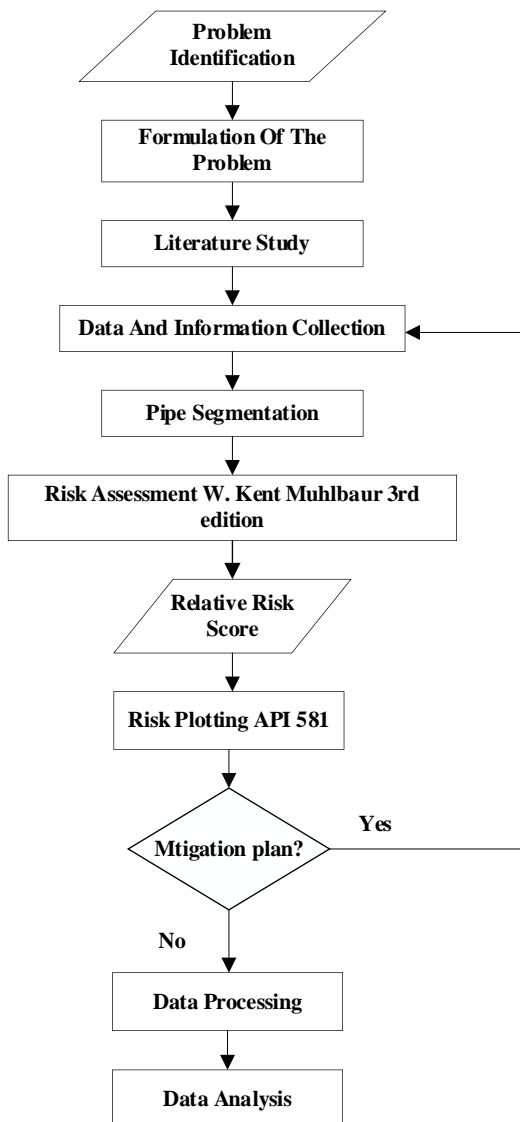 Problem
Identification
Formulation Of The
Problem
Literature Study
Data And Information Collection
Pipe Segmentation
Risk Assessment W. Kent Muhlbaur 3rd
edition
Relative Risk
Score
Risk Plotting API 581
Mtigation plan?
Yes
No
Data Processing
Data Analysis